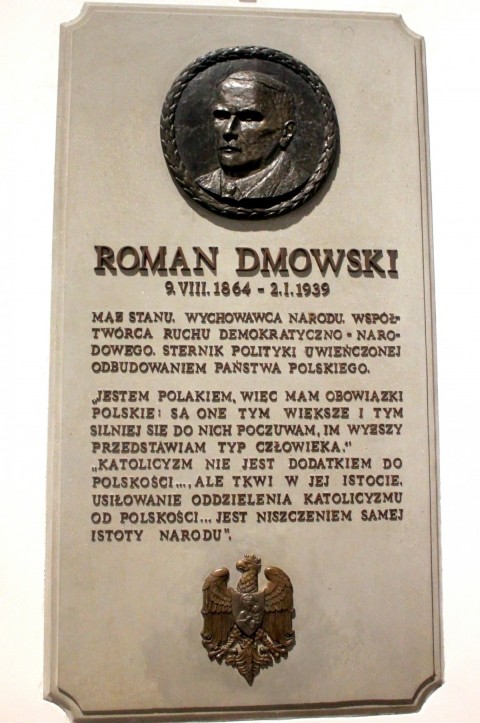 ROMAN DMOWSKI
9.VIII.1864 - 2.I.1939
MĄŻ STANU, WYCHOWAWCA NARODU, WSPÓŁ-
TWÓRCA RUCHU DEMOKRATYCZNO-NARO-
DOWEGO. STERNIK POLITYKI UWIEŃCZONEJ
ODBUDOWANIEM PAŃSTWA POLSKIEGO.
„JESTEM POLAKIEM, WIĘC MAM OBOWIĄZKI
POLSKIE: SĄ ONE TYM WIĘKSZE I TYM
SILNIEJ SIĘ DO NICH POCZUWAM, IM WYŻSZY
PRZEDSTAWIAM TYP CZŁOWIEKA."
„KATOLICYZM NIE JEST DODATKIEM DO
POLSKOŚCI..., ALE TKWI W JEJ ISTOCIE,
USIŁOWANIE ODDZIELENIA KATOLICYZMU
OD POLSKOŚCI... JEST NISZCZENIEM SAMEJ
ISTOTY NARODU".